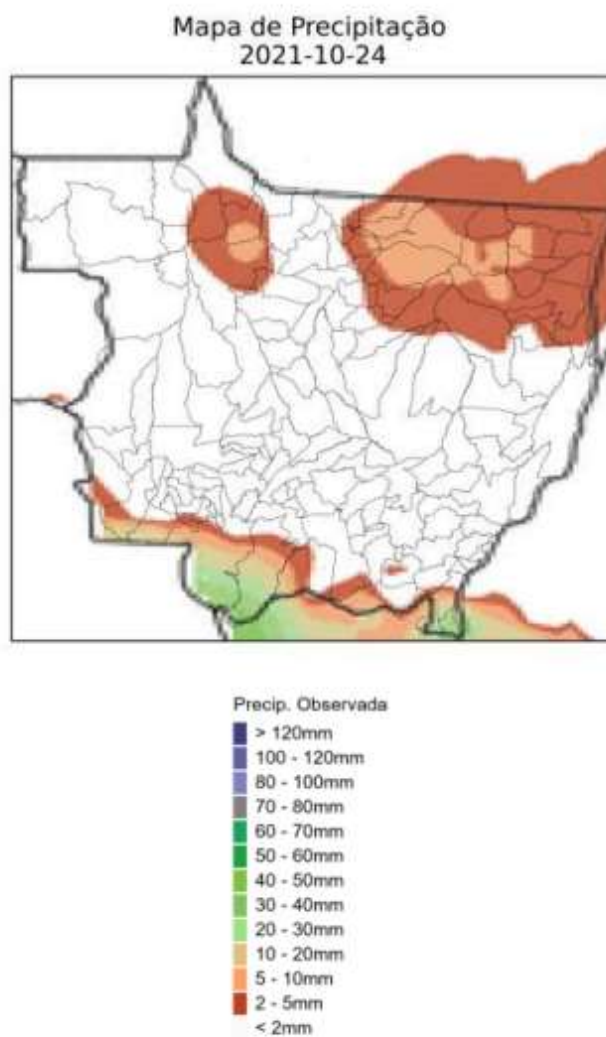 Mapa de Precipitação
2021-10-24
Precip. Observada
> 120mm
100 - 120mm
80 - 100mm
70 - 80mm
60 - 70mm
50 - 60mm
40 - 50mm
30 - 40mm
20 - 30mm
10 - 20mm
5 - 10mm
2 - 5mm
< 2mm